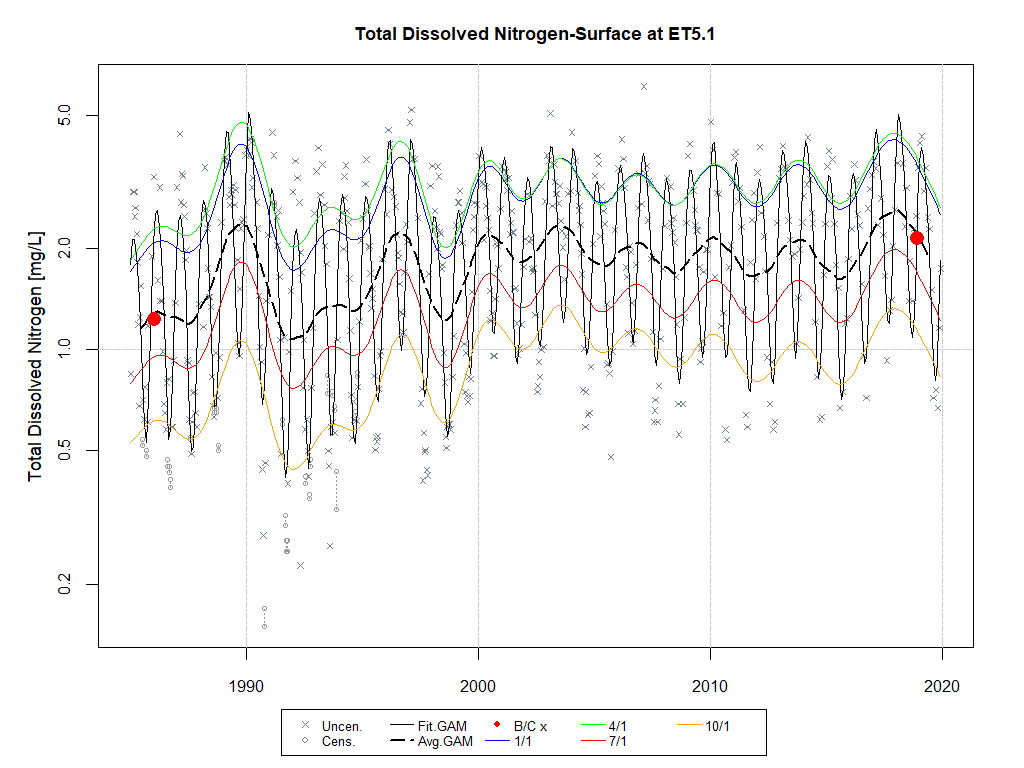 Total Dissolved Nitrogen-Surface at ET5.1
Total Dissolved Nitrogen [mg/L]
5.0
2.0
1.0
0.5
0.2
1990 2000 2010 2020
Uncen. Fit.GAM B/C x 4/1 10/1
Cens. Avg.GAM 1/1 7/1